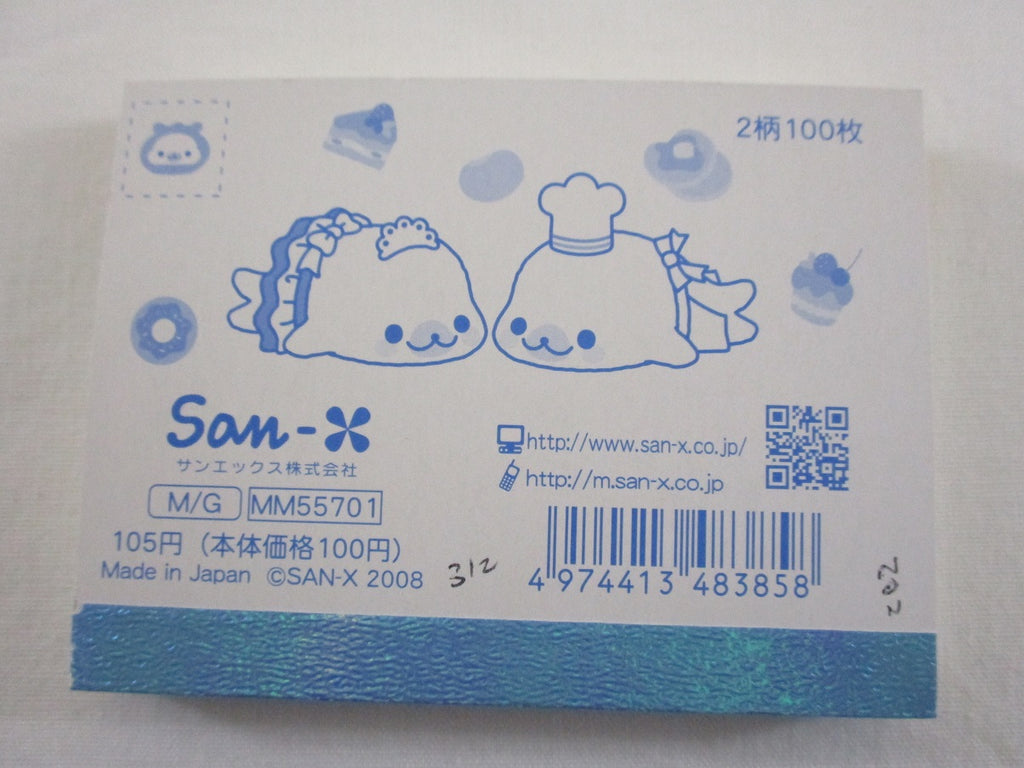 2柄100枚
San-X
サンエックス株式会社
M/G MM55701
105円（本体価格100円）
Made in Japan ©SAN-X 2008
http://www.san-x.co.jp/
http://m.san-x.co.jp
4 974413 483858
312